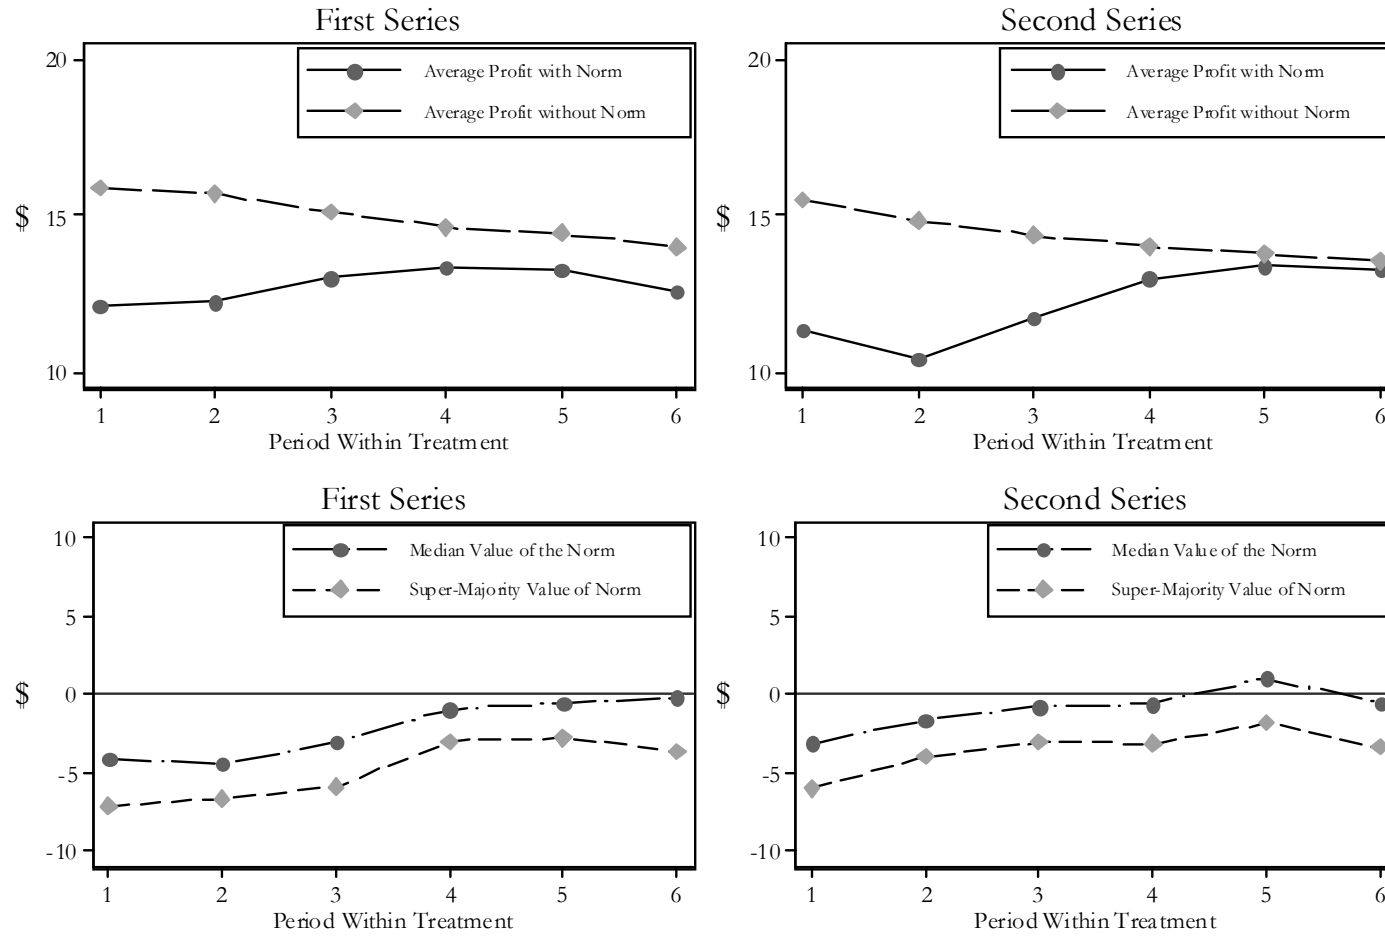 First Series
20
Average Profit with Norm
Average Profit without Norm
$
15
10
1 2 3 4 5 6
Period Within Treatment
Second Series
20
Average Profit with Norm
Average Profit without Norm
$
15
10
1 2 3 4 5 6
Period Within Treatment
First Series
10
Median Value of the Norm
Super-Majority Value of Norm
5
$
0
-5
-10
1 2 3 4 5 6
Period Within Treatment
Second Series
10
Median Value of the Norm
Super-Majority Value of Norm
5
$
0
-5
-10
1 2 3 4 5 6
Period Within Treatment